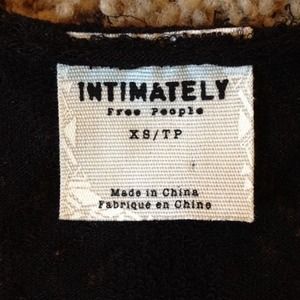 INTIMATELY
Free People
XS/TP
Made in China
Fabriqué en Chine